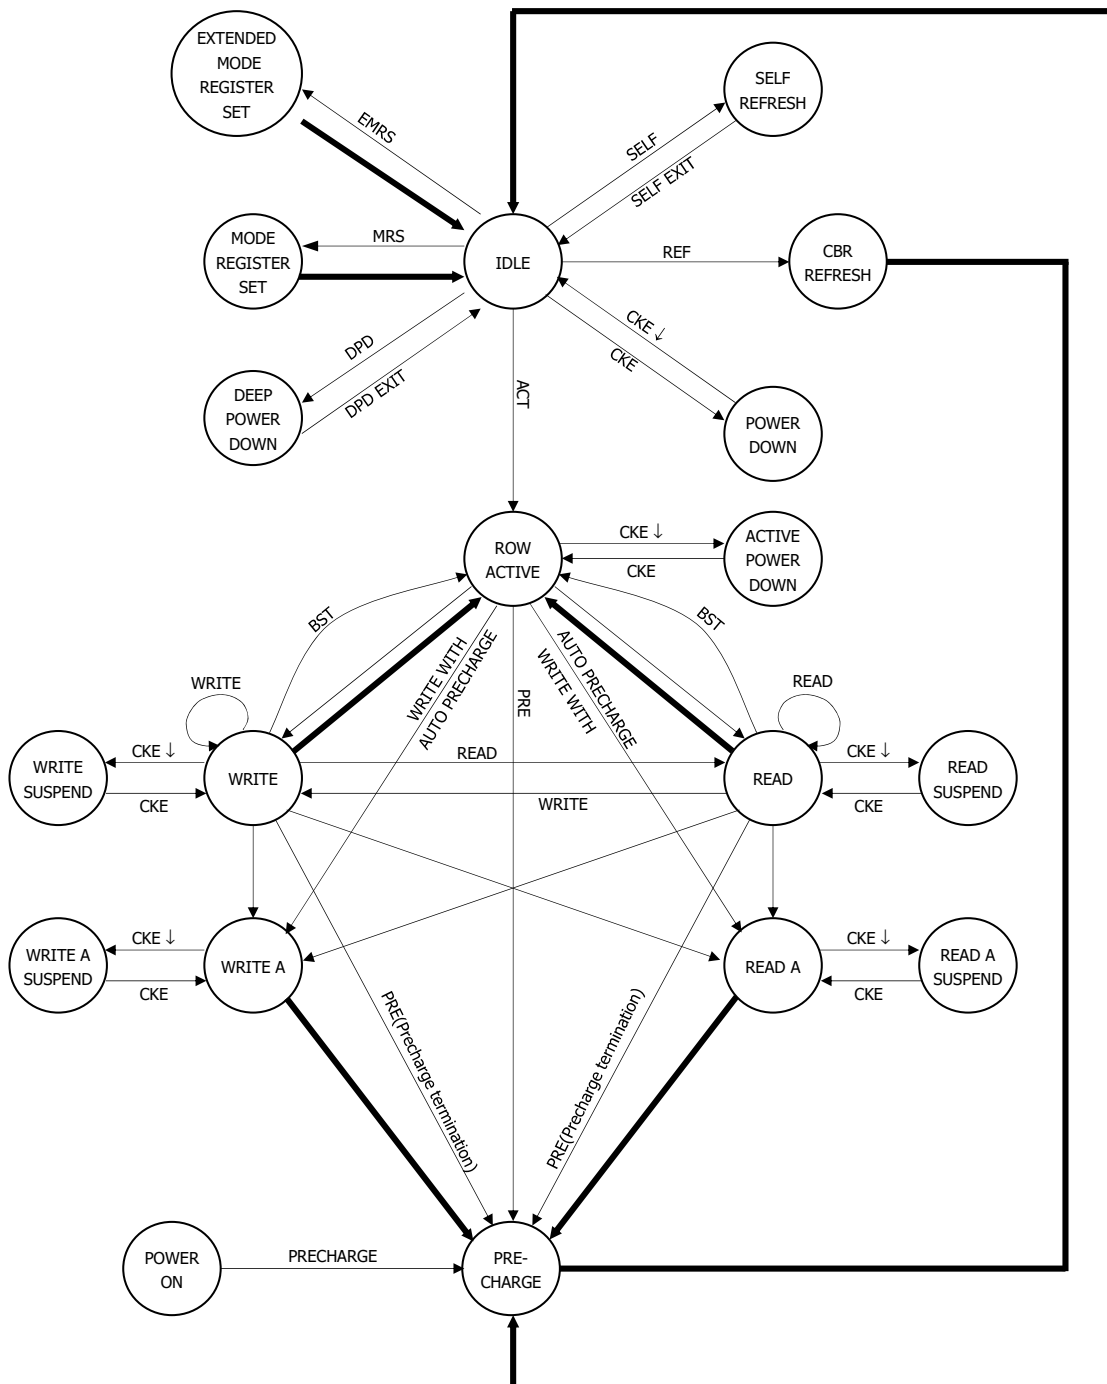 EXTENDED
MODE
REGISTER
SET
SELF
REFRESH
EMRS
SELF
SELF EXIT
MODE
REGISTER
SET
MRS
IDLE
REF
CBR
REFRESH
DPD
DPD EXIT
CKE ↓
CKE
ACT
DEEP
POWER
DOWN
POWER
DOWN
ROW
ACTIVE
CKE ↓
CKE
ACTIVE
POWER
DOWN
BST
BST
WRITE WITH
AUTO PRECHARGE
PRE
AUTO PRECHARGE
WRITE WITH
WRITE
READ
WRITE
SUSPEND
CKE ↓
CKE
WRITE
READ
WRITE
READ
CKE ↓
CKE
READ
SUSPEND
WRITE A
SUSPEND
CKE ↓
CKE
WRITE A
READ A
CKE ↓
CKE
READ A
SUSPEND
PRE(Precharge termination)
PRE(Precharge termination)
POWER
ON
PRECHARGE
PRE-
CHARGE